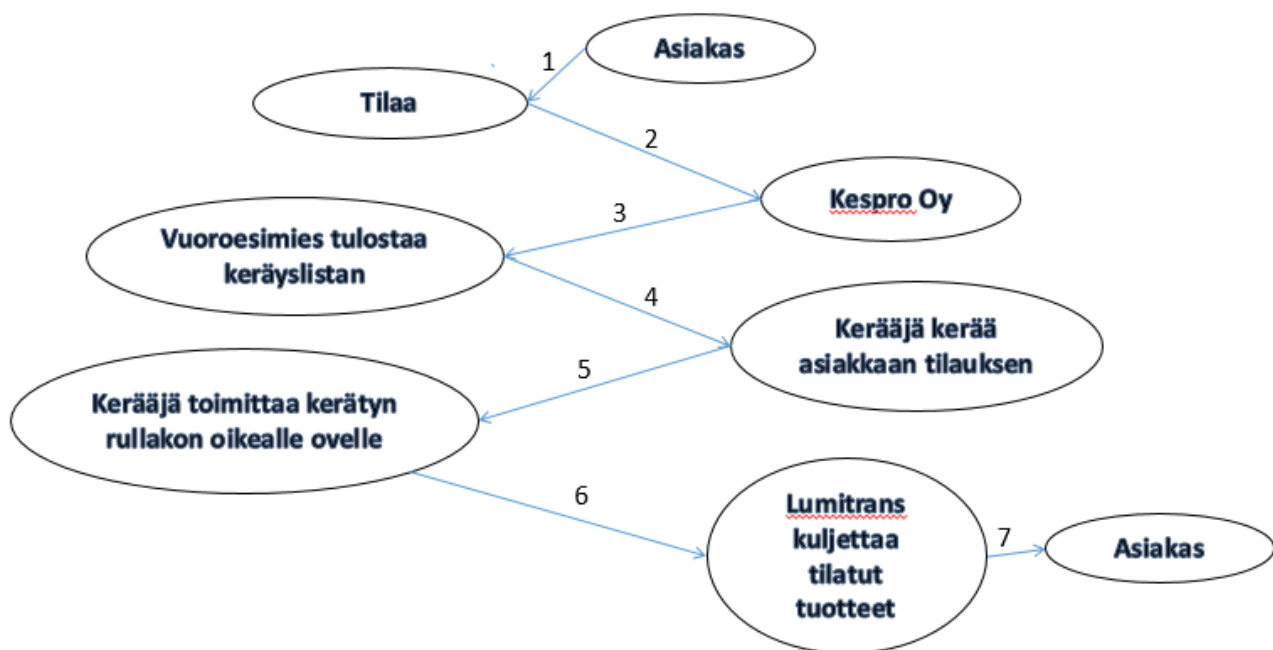 Asiakas
1
Tilaa
2
Kespro Oy
3
Vuoroesimies tulostaa
keräyslistan
4
Kerääjä kerää
asiakkaan tilauksen
5
Kerääjä toimittaa kerätyn
rullakon oikealle ovelle
6
Lumitrans
kuljettaa
tilatut
tuotteet
7
Asiakas